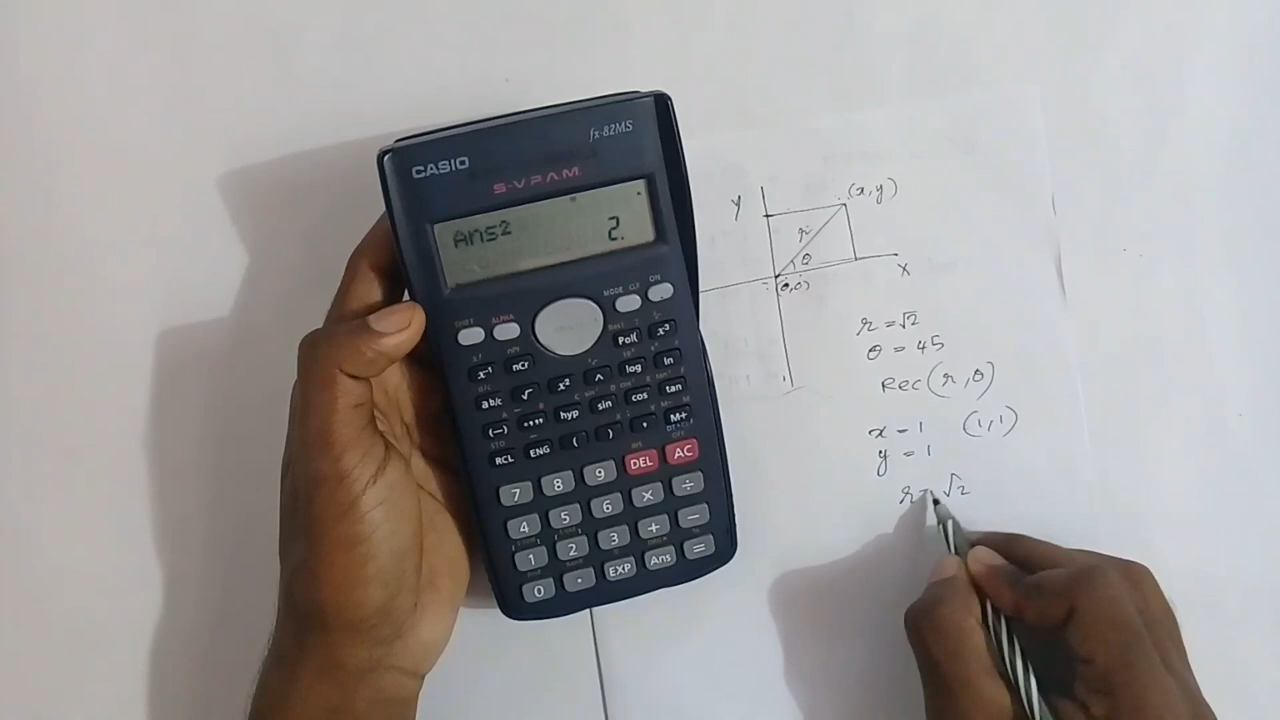 CASIO
fx-82MS
S-V.P.A.M.
Ans²
2.
SHIFT
ALPHA
MODE CLR
ON
x⁻¹
nCr
Pol(
x³
ab/c
√
x²
^
log
ln
(−)
hyp
sin
cos
tan
RCL
ENG
(
)
,
M+
7
8
9
DEL
AC
4
5
6
×
÷
1
2
3
+
−
0
.
EXP
Ans
=
Y
(x,y)
r
θ
X
(0,0)
r = √2
θ = 45
Rec(r,θ)
x = 1 (1,1)
y = 1
r = √2